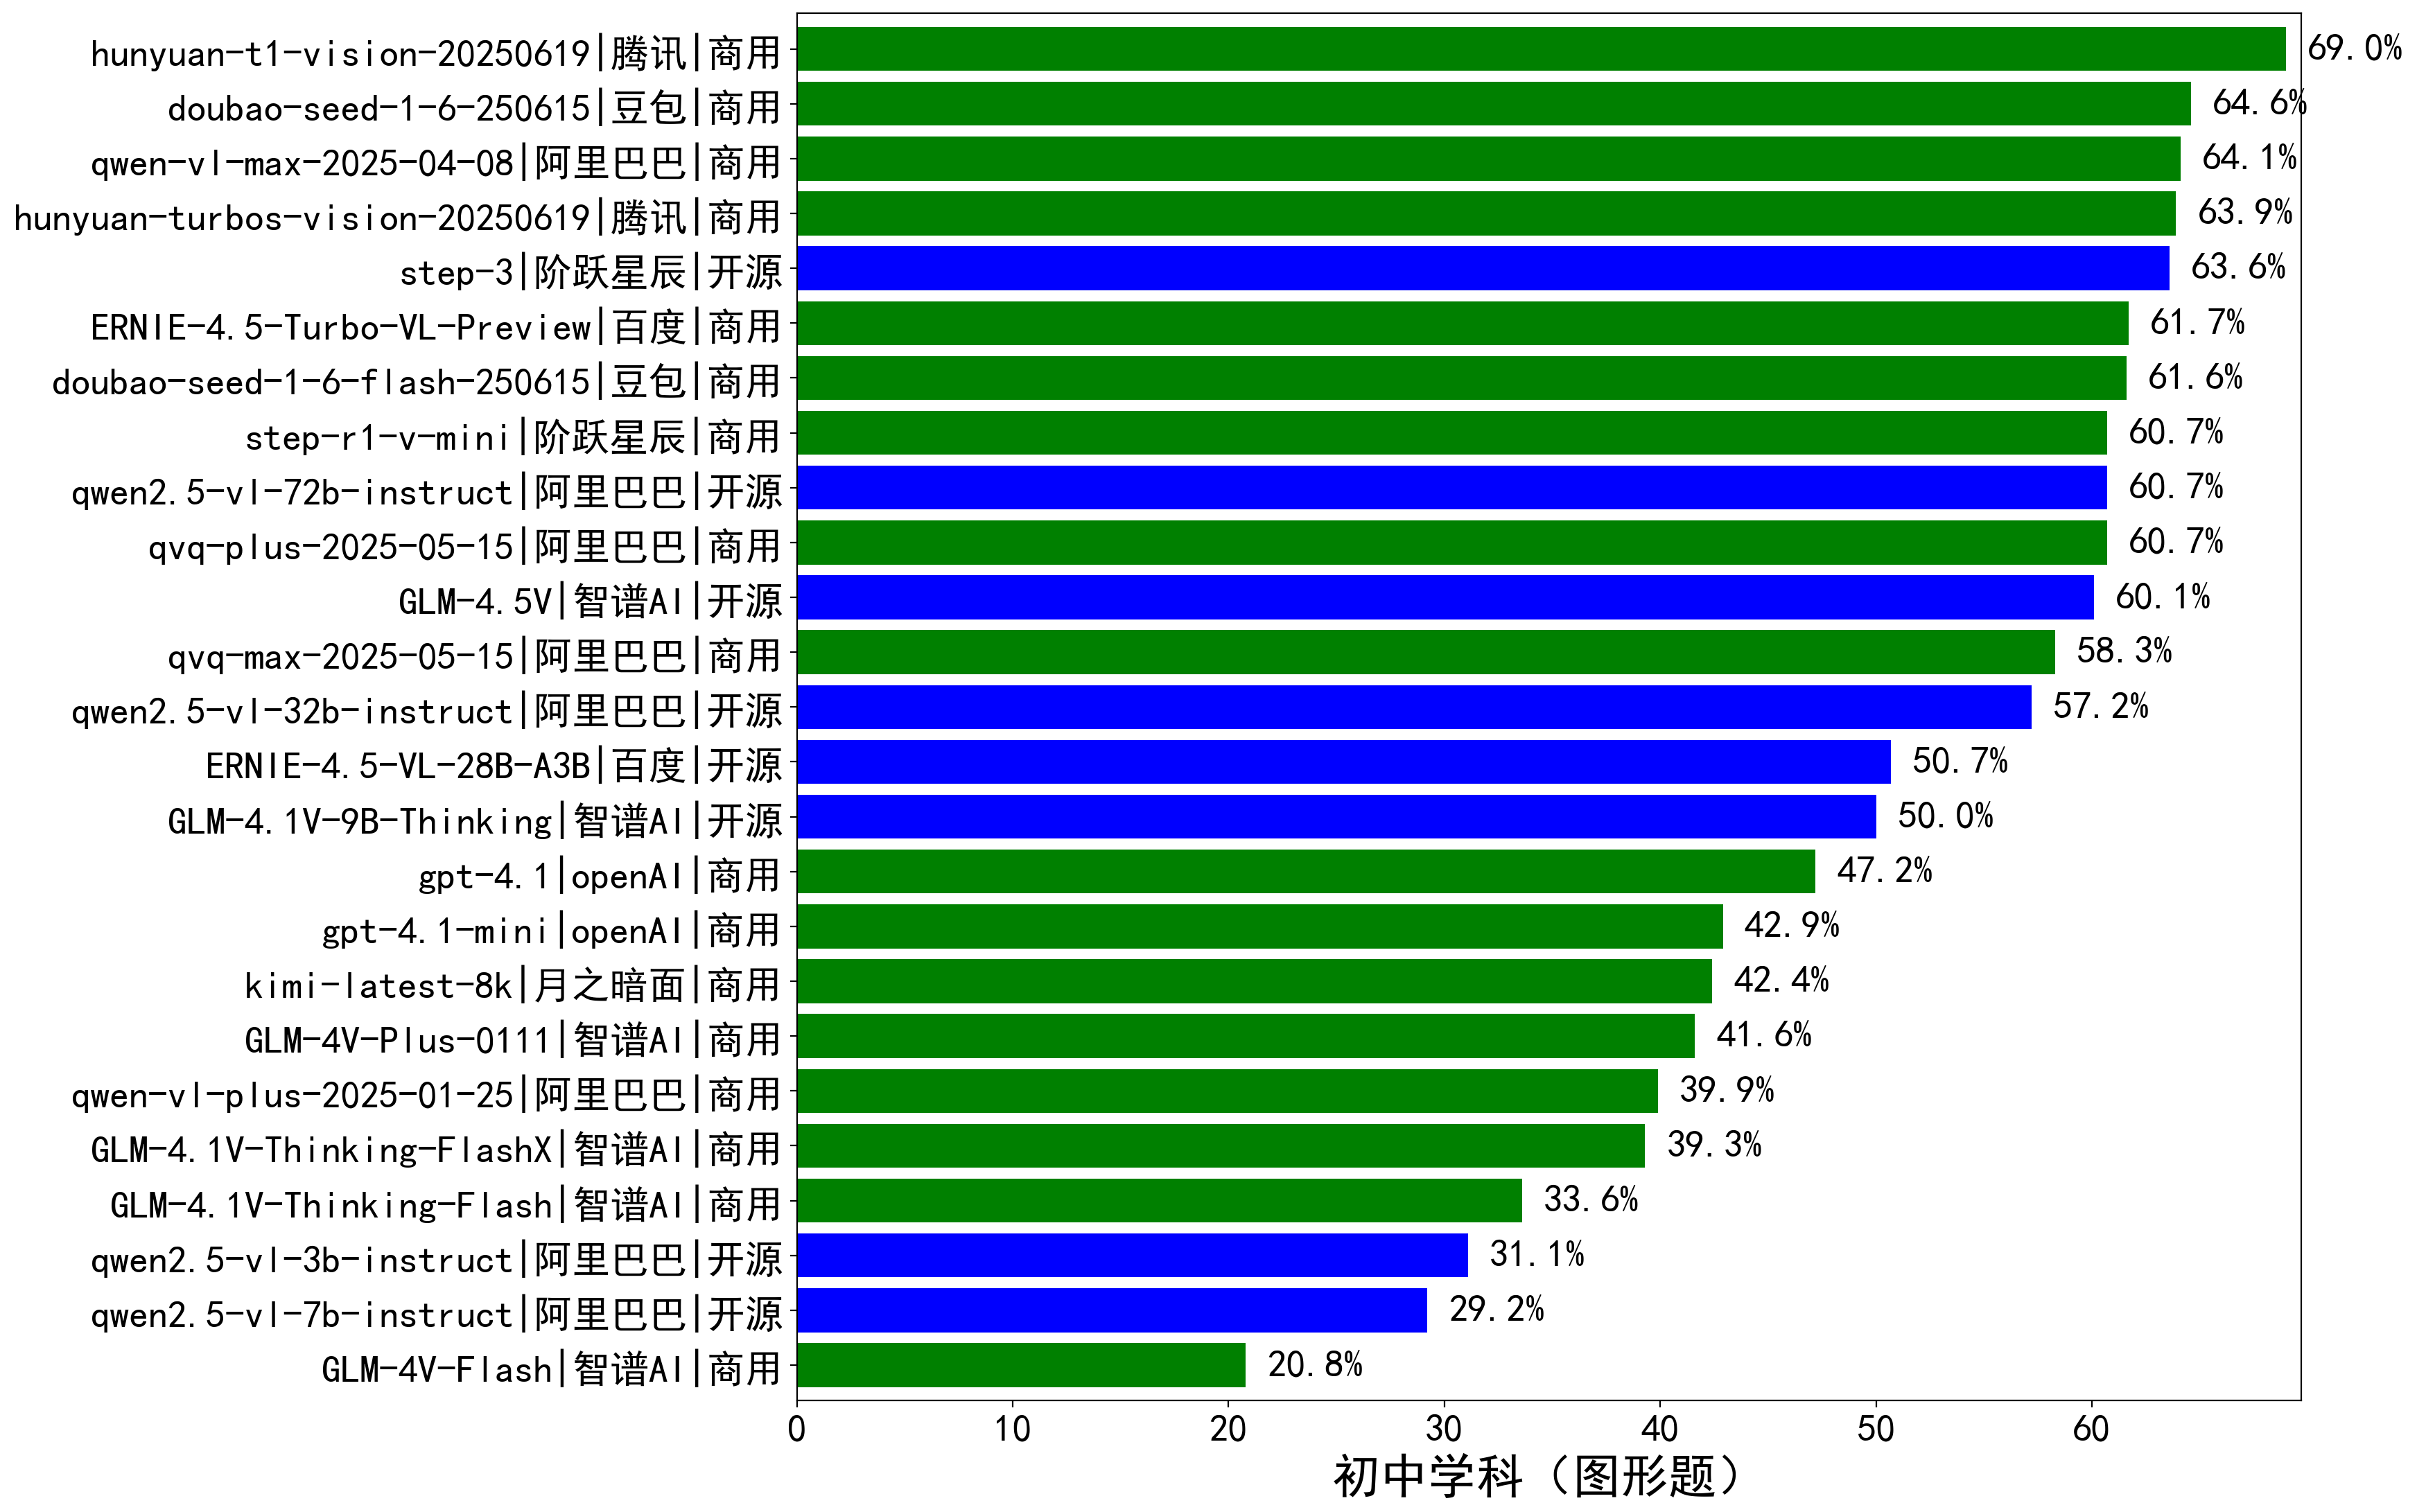 hunyuan-t1-vision-20250619|腾讯|商用 69.0%
doubao-seed-1-6-250615|豆包|商用 64.6%
qwen-vl-max-2025-04-08|阿里巴巴|商用 64.1%
hunyuan-turbos-vision-20250619|腾讯|商用 63.9%
step-3|阶跃星辰|开源 63.6%
ERNIE-4.5-Turbo-VL-Preview|百度|商用 61.7%
doubao-seed-1-6-flash-250615|豆包|商用 61.6%
step-r1-v-mini|阶跃星辰|商用 60.7%
qwen2.5-vl-72b-instruct|阿里巴巴|开源 60.7%
qvq-plus-2025-05-15|阿里巴巴|商用 60.7%
GLM-4.5V|智谱AI|开源 60.1%
qvq-max-2025-05-15|阿里巴巴|商用 58.3%
qwen2.5-vl-32b-instruct|阿里巴巴|开源 57.2%
ERNIE-4.5-VL-28B-A3B|百度|开源 50.7%
GLM-4.1V-9B-Thinking|智谱AI|开源 50.0%
gpt-4.1|openAI|商用 47.2%
gpt-4.1-mini|openAI|商用 42.9%
kimi-latest-8k|月之暗面|商用 42.4%
GLM-4V-Plus-0111|智谱AI|商用 41.6%
qwen-vl-plus-2025-01-25|阿里巴巴|商用 39.9%
GLM-4.1V-Thinking-FlashX|智谱AI|商用 39.3%
GLM-4.1V-Thinking-Flash|智谱AI|商用 33.6%
qwen2.5-vl-3b-instruct|阿里巴巴|开源 31.1%
qwen2.5-vl-7b-instruct|阿里巴巴|开源 29.2%
GLM-4V-Flash|智谱AI|商用 20.8%
0 10 20 30 40 50 60
初中学科（图形题）